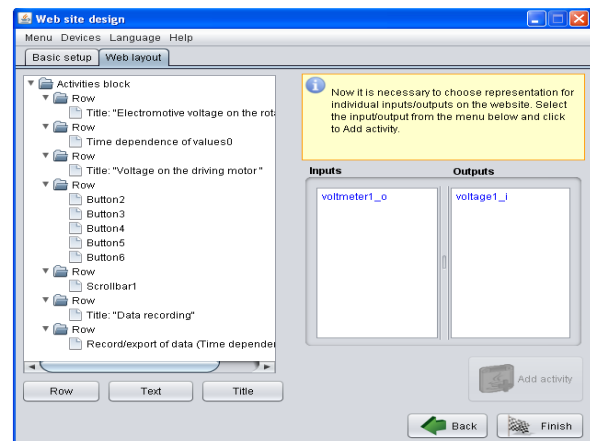 Web site design
Menu Devices Language Help
Basic setup Web layout
Activities block
Row
Title: "Electromotive voltage on the rota
Row
Time dependence of values0
Row
Title: "Voltage on the driving motor"
Row
Button2
Button3
Button4
Button5
Button6
Row
Scrollbar1
Row
Title: "Data recording"
Row
Record/export of data (Time depender
Row Text Title
Now it is necessary to choose representation for
individual inputs/outputs on the website. Select
the input/output from the menu below and click
to Add activity.
Inputs Outputs
voltmeter1_o voltage1_i
Add activity
Back Finish